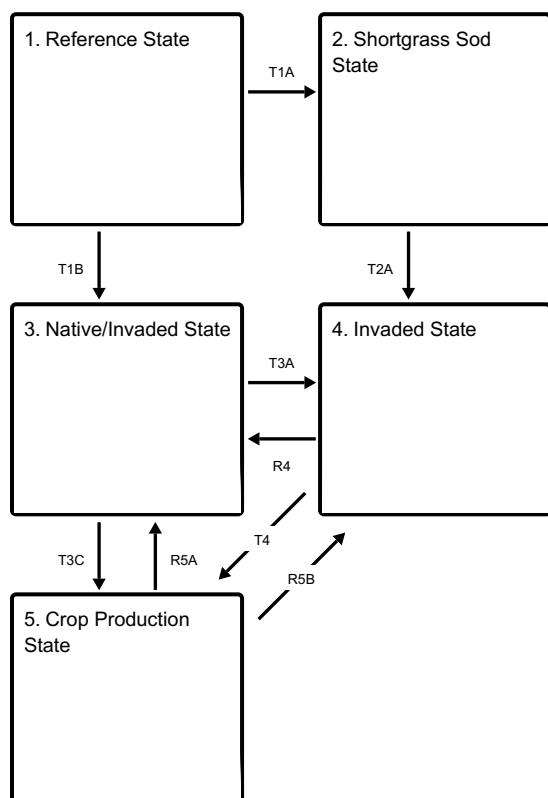 1. Reference State
2. Shortgrass Sod
State
T1A
T1B
T2A
3. Native/Invaded State
4. Invaded State
T3A
R4
T3C
R5A
T4
R5B
5. Crop Production
State